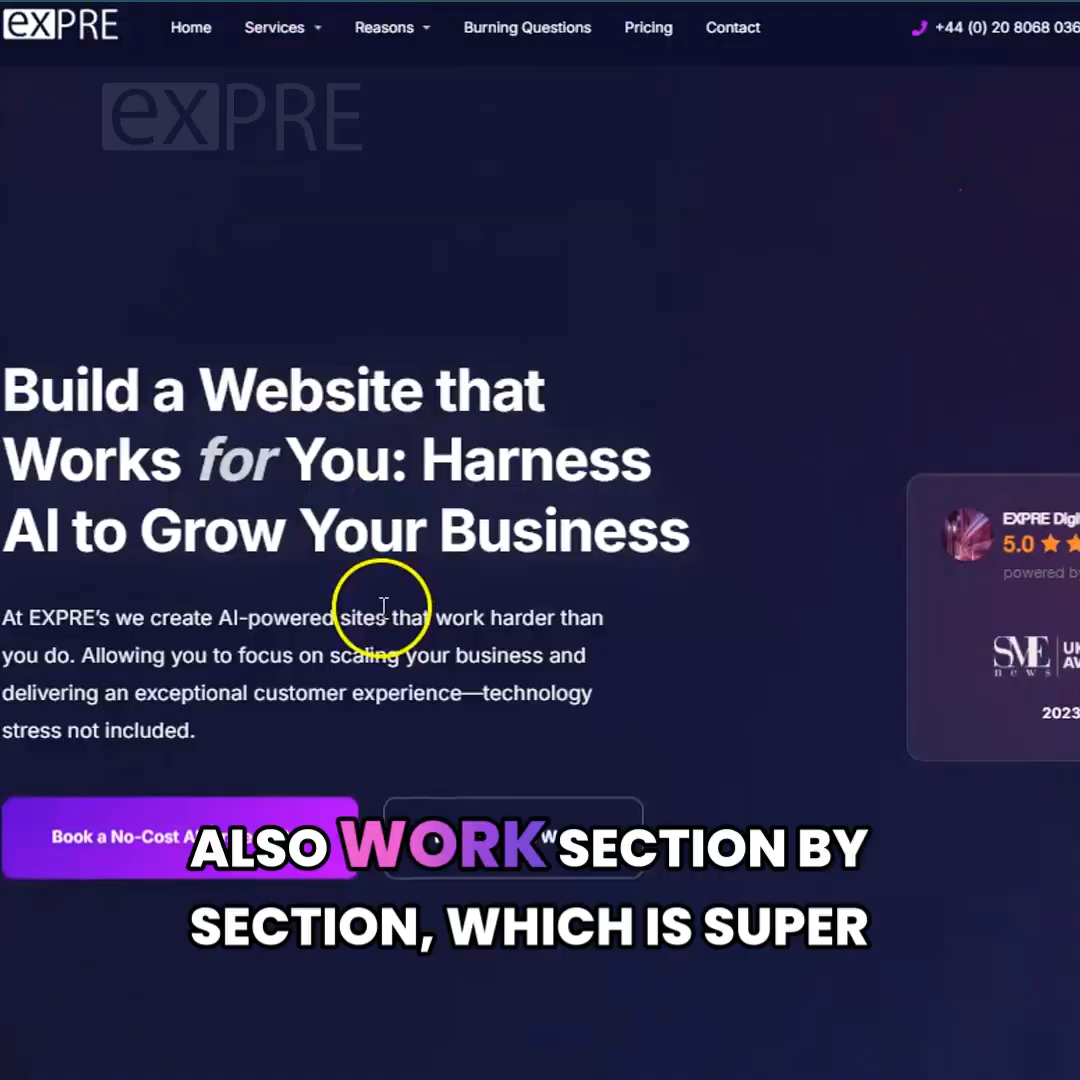 exPRE
Home Services Reasons Burning Questions Pricing Contact +44 (0) 20 8068 036
exPRE
Build a Website that
Works for You: Harness
AI to Grow Your Business
At EXPRE’s we create AI-powered sites that work harder than
you do. Allowing you to focus on scaling your business and
delivering an exceptional customer experience—technology
stress not included.
EXPRE Digi
5.0
powered by
SME UK
news AW
2023
Book a No-Cost
ALSO WORK SECTION BY
SECTION, WHICH IS SUPER